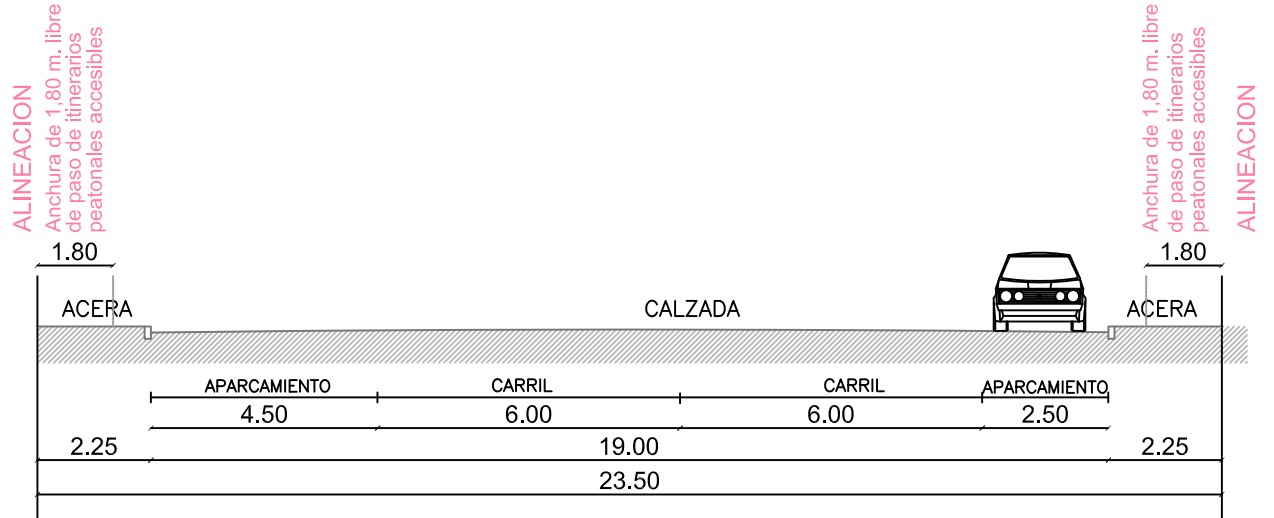 ALINEACION
Anchura de 1,80 m. libre
de paso de itinerarios
peatonales accesibles
Anchura de 1,80 m. libre
de paso de itinerarios
peatonales accesibles
ALINEACION
1.80
1.80
ACERA
CALZADA
ACERA
APARCAMIENTO
CARRIL
CARRIL
APARCAMIENTO
4.50
6.00
6.00
2.50
2.25
19.00
2.25
23.50